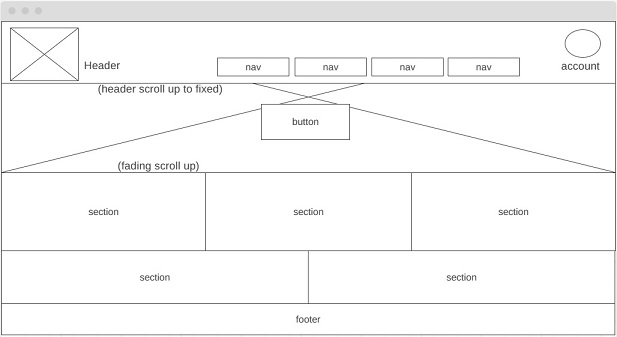 Header
nav
nav
nav
nav
account
(header scroll up to fixed)
button
(fading scroll up)
section
section
section
section
section
footer